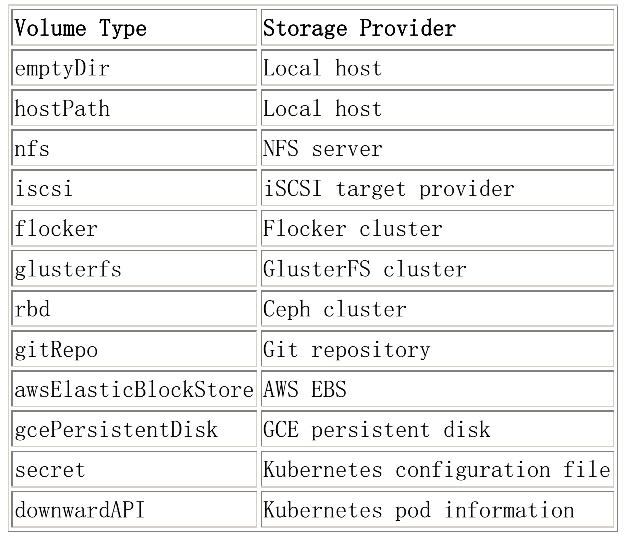 Volume Type Storage Provider
emptyDir Local host
hostPath Local host
nfs NFS server
iscsi iSCSI target provider
flocker Flocker cluster
glusterfs GlusterFS cluster
rbd Ceph cluster
gitRepo Git repository
awsElasticBlockStore AWS EBS
gcePersistentDisk GCE persistent disk
secret Kubernetes configuration file
downwardAPI Kubernetes pod information